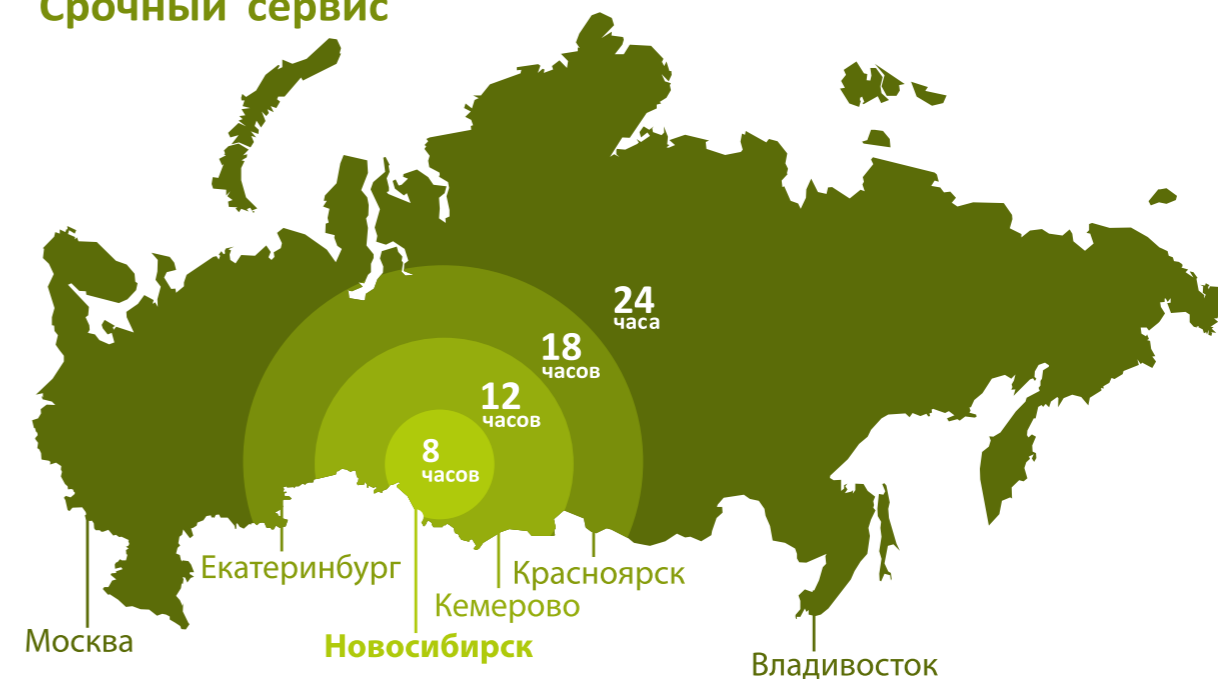 Срочный сервис
24
часа
18
часов
12
часов
8
часов
Екатеринбург
Красноярск
Кемерово
Москва
Новосибирск
Владивосток